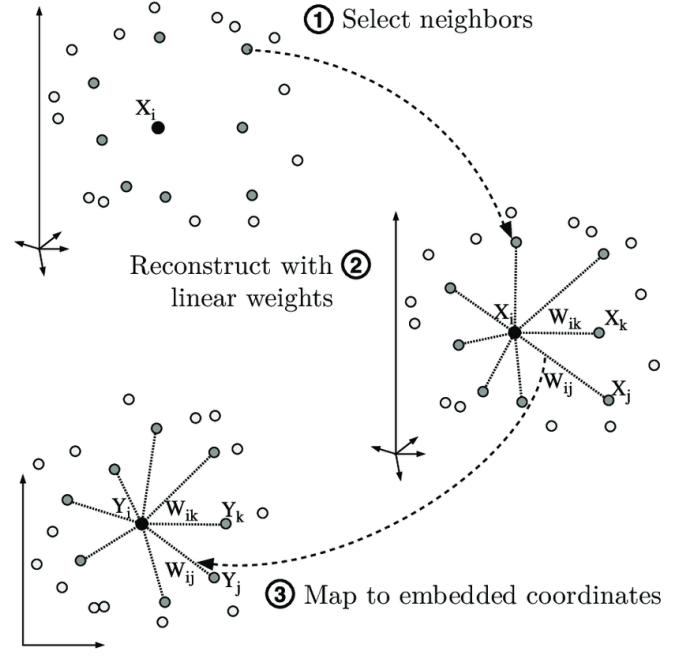 ① Select neighbors
Xi
Reconstruct with ②
linear weights
Xi
Wik
Xk
Wij
Xj
Yi
Wik
Yk
Wij
Yj
③ Map to embedded coordinates